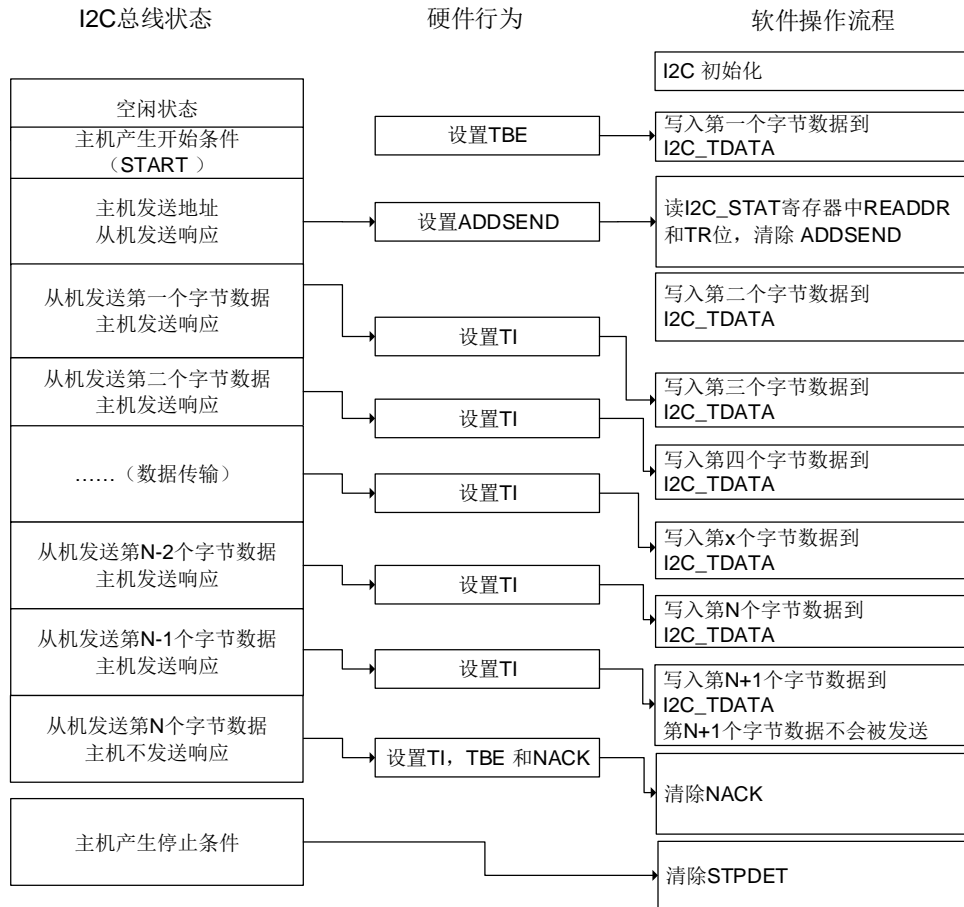 I2C总线状态
硬件行为
软件操作流程
I2C 初始化
空闲状态
主机产生开始条件
（START ）
设置TBE
写入第一个字节数据到
I2C_TDATA
主机发送地址
从机发送响应
设置ADDSEND
读I2C_STAT寄存器中READDR
和TR位，清除 ADDSEND
从机发送第一个字节数据
主机发送响应
设置TI
写入第二个字节数据到
I2C_TDATA
从机发送第二个字节数据
主机发送响应
设置TI
写入第三个字节数据到
I2C_TDATA
……（数据传输）
设置TI
写入第四个字节数据到
I2C_TDATA
从机发送第N-2个字节数据
主机发送响应
设置TI
写入第x个字节数据到
I2C_TDATA
从机发送第N-1个字节数据
主机发送响应
设置TI
写入第N个字节数据到
I2C_TDATA
从机发送第N个字节数据
主机不发送响应
设置TI，TBE 和NACK
写入第N+1个字节数据到
I2C_TDATA
第N+1个字节数据不会被发送
清除NACK
主机产生停止条件
清除STPDET